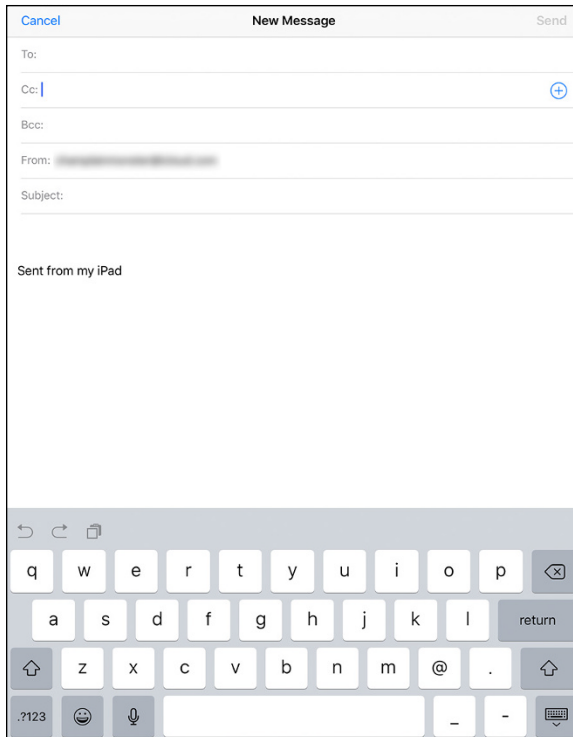 Cancel New Message Send
To:
Cc:
Bcc:
From:
Subject:
Sent from my iPad
q w e r t y u i o p
a s d f g h j k l return
z x c v b n m @ .
.?123 _ -